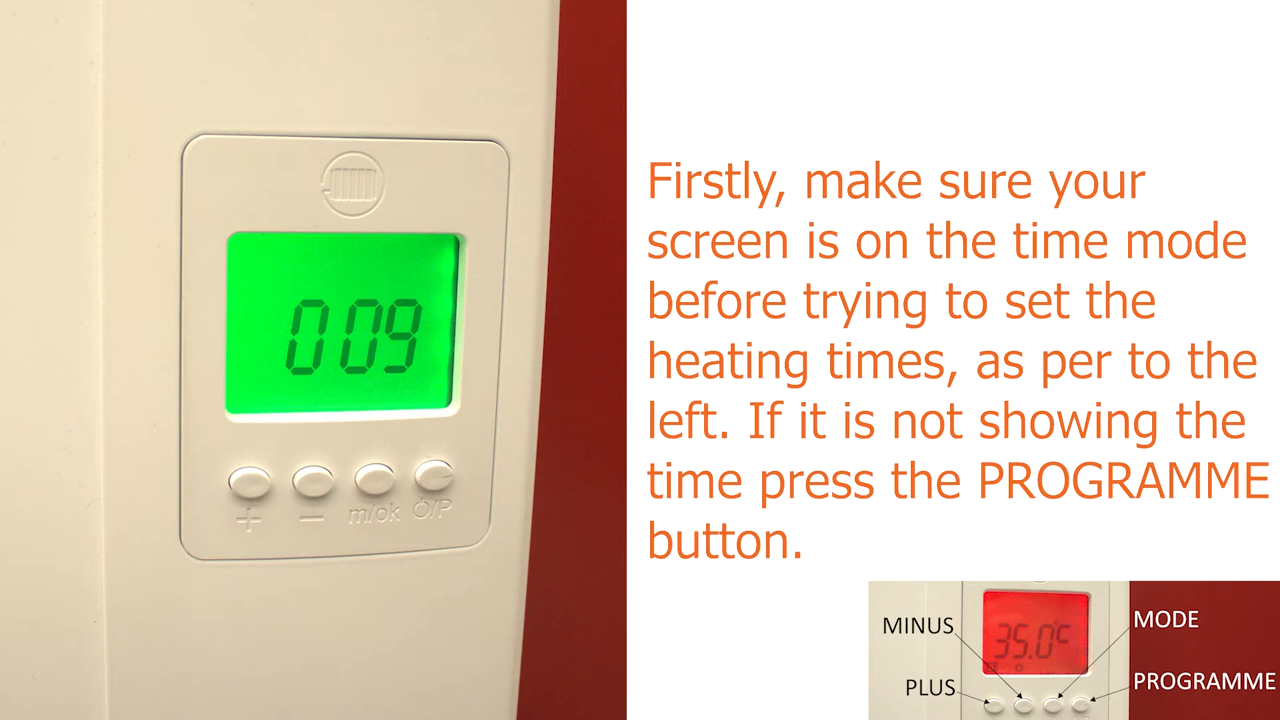 009
+ − m/ok ⏻/P
Firstly, make sure your
screen is on the time mode
before trying to set the
heating times, as per to the
left. If it is not showing the
time press the PROGRAMME
button.
35.0°C
MINUS
MODE
PLUS
PROGRAMME